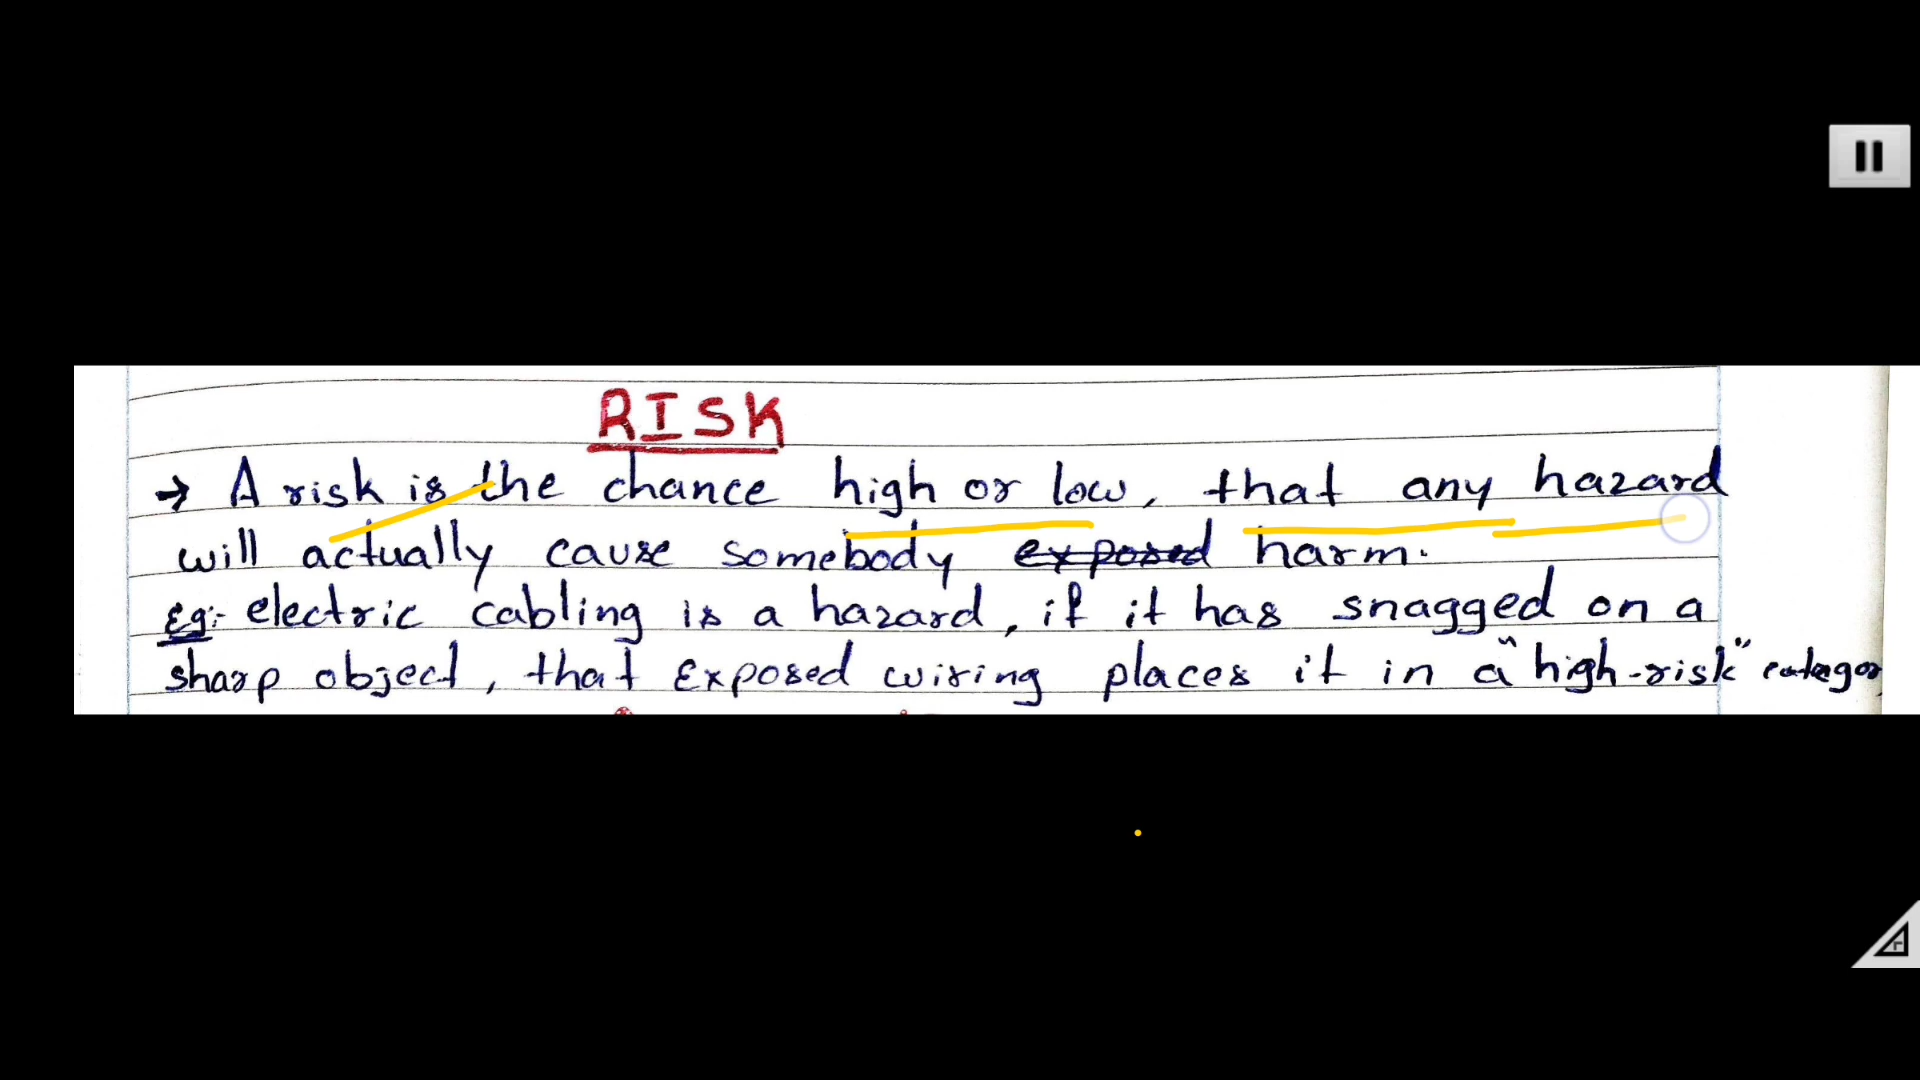 RISK
→ A risk is the chance high or low, that any hazard
will actually cause somebody exposed harm.
Eg:- electric cabling is a hazard, if it has snagged on a
sharp object, that Exposed wiring places it in a "high-risk" categor